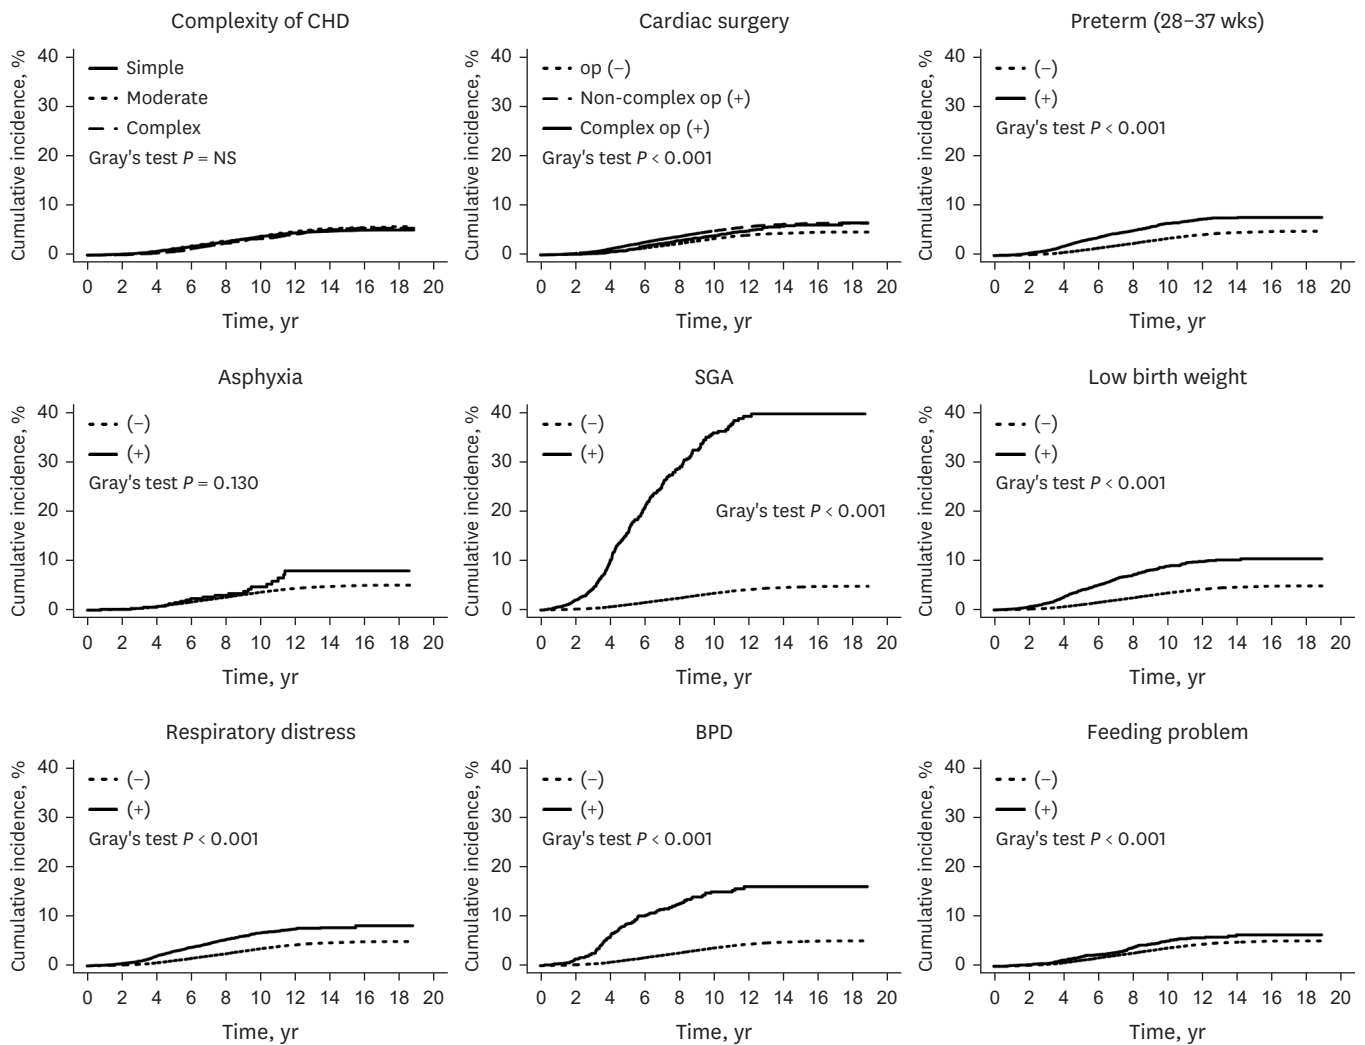 Complexity of CHD
Cumulative incidence, %
40
30
20
10
0
Simple
Moderate
Complex
Gray's test P = NS
0 2 4 6 8 10 12 14 16 18 20
Time, yr
Cardiac surgery
Cumulative incidence, %
40
30
20
10
0
op (−)
Non-complex op (+)
Complex op (+)
Gray's test P < 0.001
0 2 4 6 8 10 12 14 16 18 20
Time, yr
Preterm (28–37 wks)
Cumulative incidence, %
40
30
20
10
0
(−)
(+)
Gray's test P < 0.001
0 2 4 6 8 10 12 14 16 18 20
Time, yr
Asphyxia
Cumulative incidence, %
40
30
20
10
0
(−)
(+)
Gray's test P = 0.130
0 2 4 6 8 10 12 14 16 18 20
Time, yr
SGA
Cumulative incidence, %
40
30
20
10
0
(−)
(+)
Gray's test P < 0.001
0 2 4 6 8 10 12 14 16 18 20
Time, yr
Low birth weight
Cumulative incidence, %
40
30
20
10
0
(−)
(+)
Gray's test P < 0.001
0 2 4 6 8 10 12 14 16 18 20
Time, yr
Respiratory distress
Cumulative incidence, %
40
30
20
10
0
(−)
(+)
Gray's test P < 0.001
0 2 4 6 8 10 12 14 16 18 20
Time, yr
BPD
Cumulative incidence, %
40
30
20
10
0
(−)
(+)
Gray's test P < 0.001
0 2 4 6 8 10 12 14 16 18 20
Time, yr
Feeding problem
Cumulative incidence, %
40
30
20
10
0
(−)
(+)
Gray's test P < 0.001
0 2 4 6 8 10 12 14 16 18 20
Time, yr